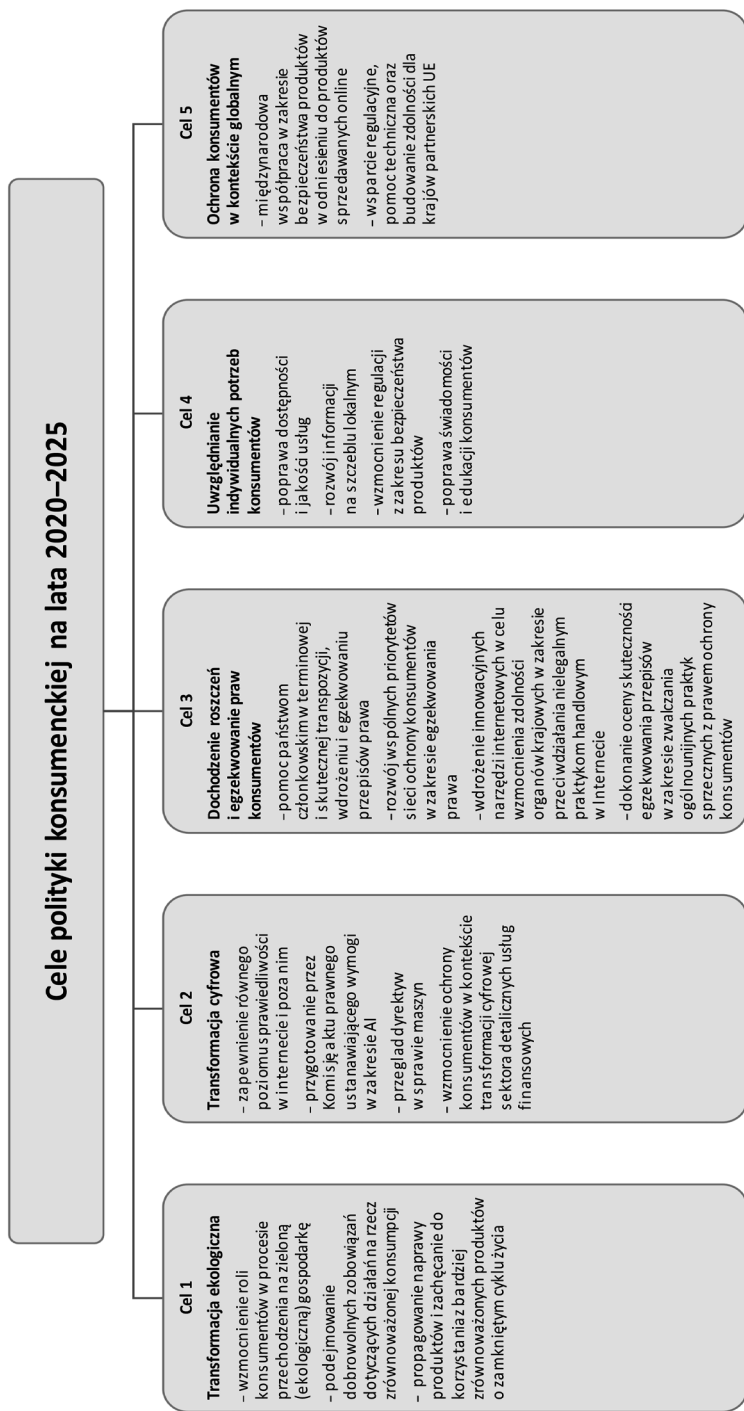 Cele polityki konsumenckiej na lata 2020–2025
Cel 1
Transformacja ekologiczna
– wzmocnienie roli
konsumentów w procesie
przechodzenia na zieloną
(ekologiczną) gospodarkę
– podejmowanie
dobrowolnych zobowiązań
dotyczących działań na rzecz
zrównoważonej konsumpcji
– propagowanie naprawy
produktów i zachęcanie do
korzystania z bardziej
zrównoważonych produktów
o zamkniętym cyklu życia
Cel 2
Transformacja cyfrowa
– zapewnienie równego
poziomu sprawiedliwości
w internecie i poza nim
– przygotowanie przez
Komisję aktu prawnego
ustanawiającego wymogi
w zakresie AI
– przeglad dyrektyw
w sprawie maszyn
– wzmocnienie ochrony
konsumentów w kontekście
transformacji cyfrowej
sektora detalicznych usług
finansowych
Cel 3
Dochodzenie roszczeń
i egzekwowanie praw
konsumentów
– pomoc państwom
członkowskim w terminowej
i skutecznej transpozycji,
wdrożeniu i egzekwowaniu
przepisów prawa
– rozwój wspólnych priorytetów
sieci ochrony konsumentów
w zakresie egzekwowania
prawa
– wdrożenie innowacyjnych
narzędzi internetowych w celu
wzmocnienia zdolności
organów krajowych w zakresie
przeciwdziałania nielegalnym
praktykom handlowym
w Internecie
– dokonanie oceny skuteczności
egzekwowania przepisów
w zakresie zwalczania
ogólnounijnych praktyk
sprzecznych z prawem ochrony
konsumentów
Cel 4
Uwzględnianie
indywidualnych potrzeb
konsumentów
– poprawa dostępności
i jakość usług
– rozwój informacji
na szczeblu lokalnym
– wzmocnienie regulacji
z zakresu bezpieczeństwa
produktów
– poprawa świadomości
i edukacji konsumentów
Cel 5
Ochrona konsumentów
w kontekście globalnym
– międzynarodowa
współpraca w zakresie
bezpieczeństwa produktów
w odniesieniu do produktów
sprzedawanych online
– wsparcie regulacyjne,
pomoc techniczna oraz
budowanie zdolności dla
krajów partnerskich UE